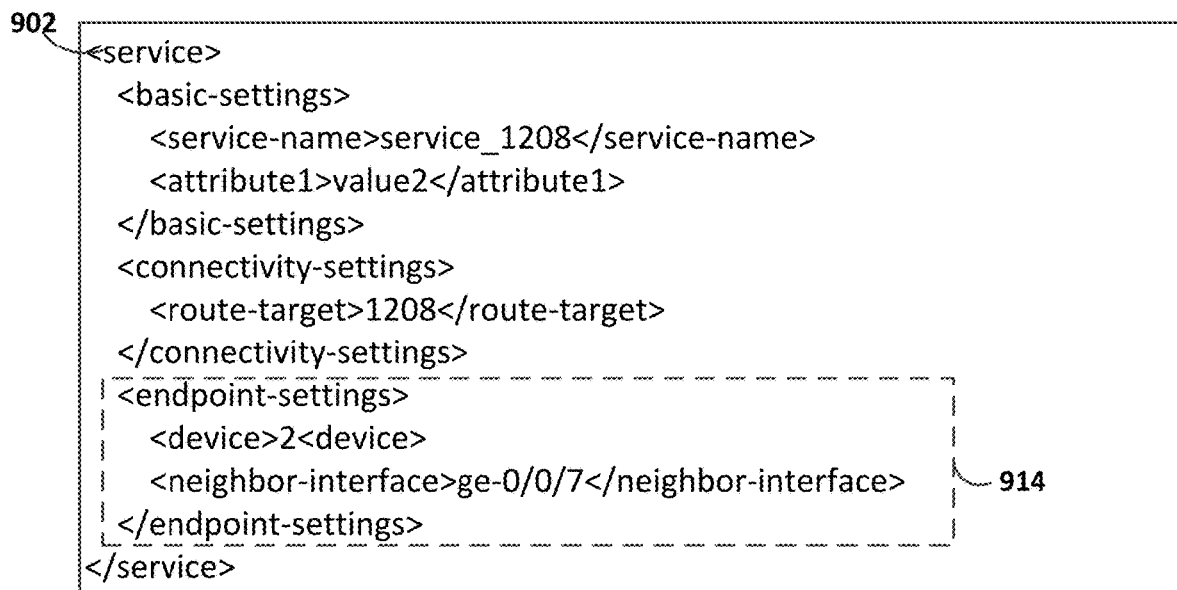 902
<service>
<basic-settings>
<service-name>service_1208</service-name>
<attribute1>value2</attribute1>
</basic-settings>
<connectivity-settings>
<route-target>1208</route-target>
</connectivity-settings>
<endpoint-settings>
<device>2<device>
<neighbor-interface>ge-0/0/7</neighbor-interface>
914
</endpoint-settings>
</service>